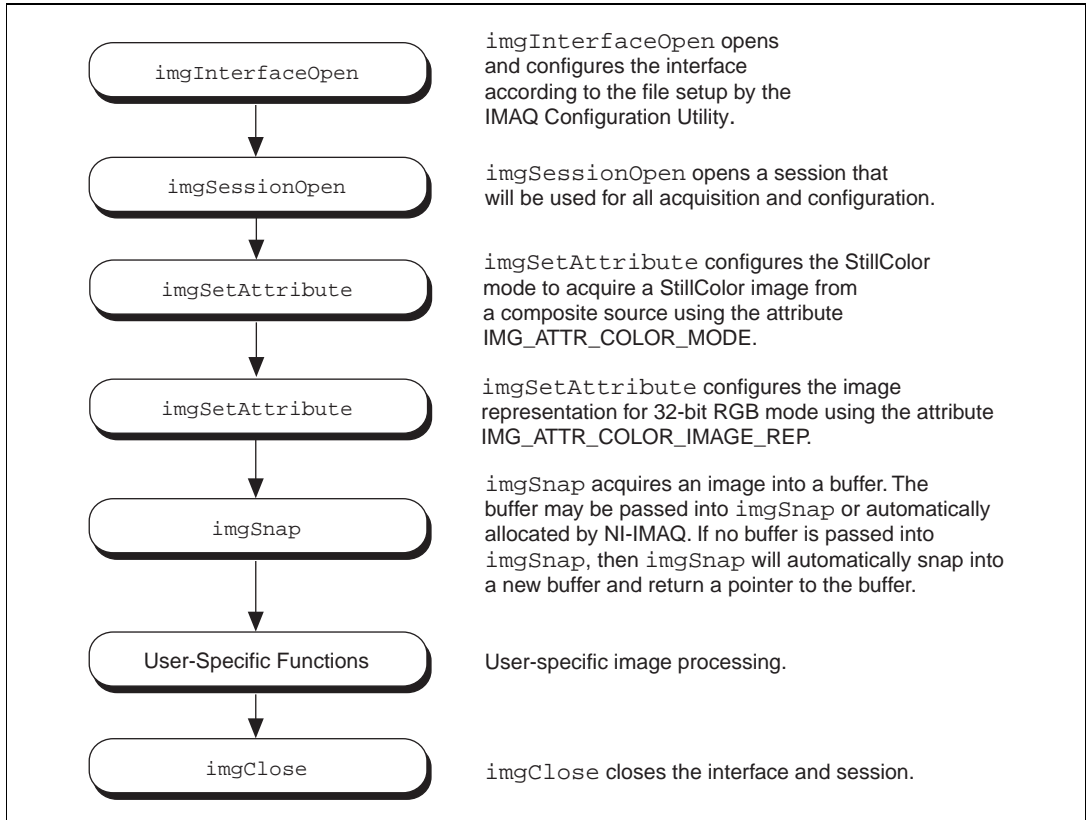 imgInterfaceOpen
imgInterfaceOpen opens
and configures the interface
according to the file setup by the
IMAQ Configuration Utility.
imgSessionOpen
imgSessionOpen opens a session that
will be used for all acquisition and configuration.
imgSetAttribute
imgSetAttribute configures the StillColor
mode to acquire a StillColor image from
a composite source using the attribute
IMG_ATTR_COLOR_MODE.
imgSetAttribute
imgSetAttribute configures the image
representation for 32-bit RGB mode using the attribute
IMG_ATTR_COLOR_IMAGE_REP.
imgSnap
imgSnap acquires an image into a buffer. The
buffer may be passed into imgSnap or automatically
allocated by NI-IMAQ. If no buffer is passed into
imgSnap, then imgSnap will automatically snap into
a new buffer and return a pointer to the buffer.
User-Specific Functions
User-specific image processing.
imgClose
imgClose closes the interface and session.